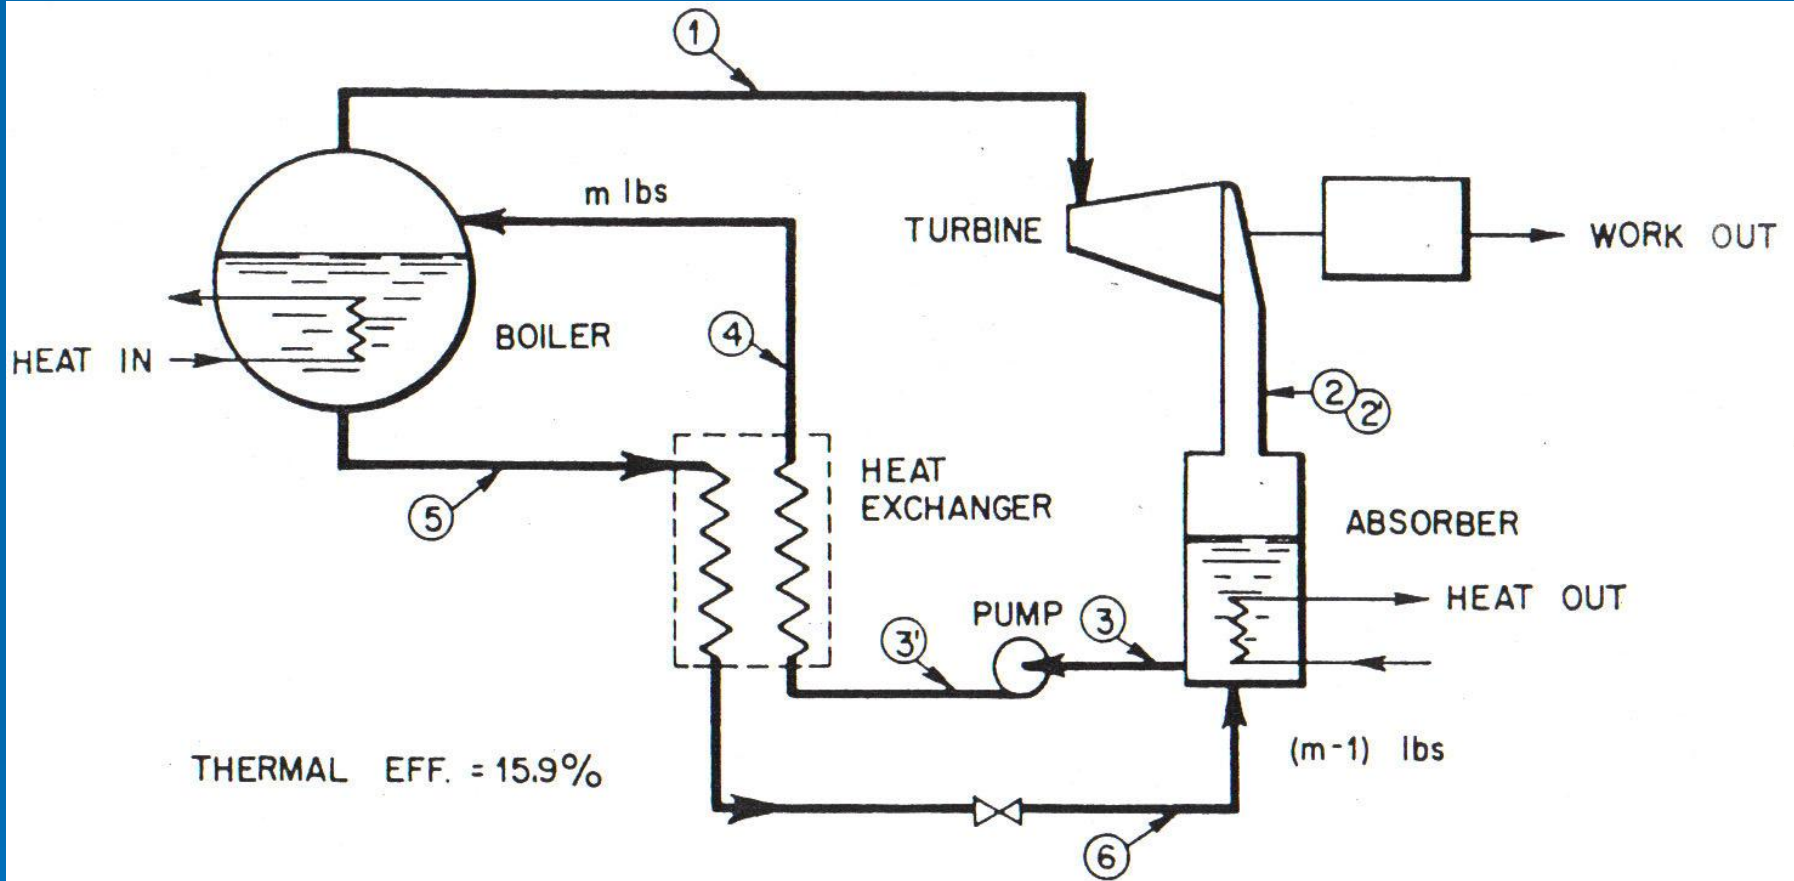 1
m lbs
TURBINE
WORK OUT
HEAT IN
BOILER
4
2
2'
HEAT
EXCHANGER
5
ABSORBER
PUMP
3
HEAT OUT
3'
(m-1) lbs
THERMAL EFF. = 15.9%
6